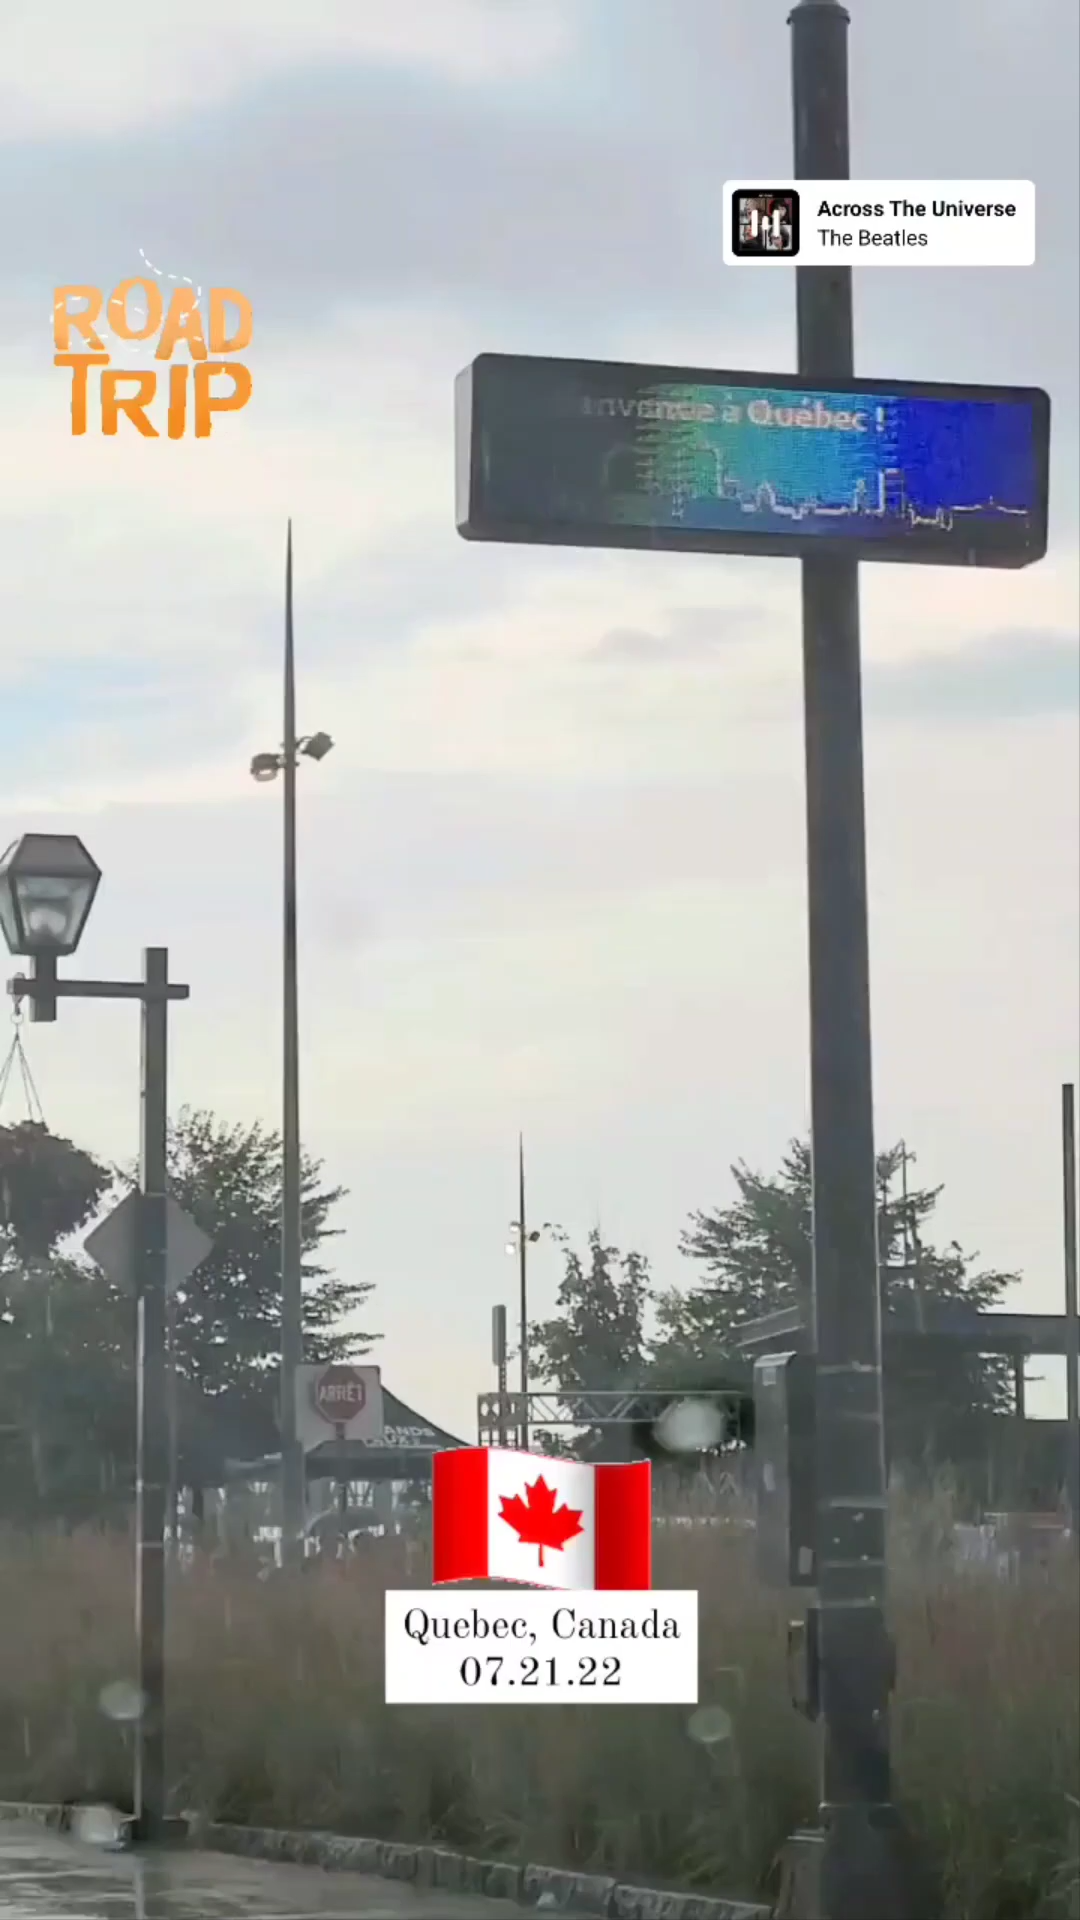 Across The Universe
The Beatles
ROAD
TRIP
à Québec !
ARRÊT
Quebec, Canada
07.21.22